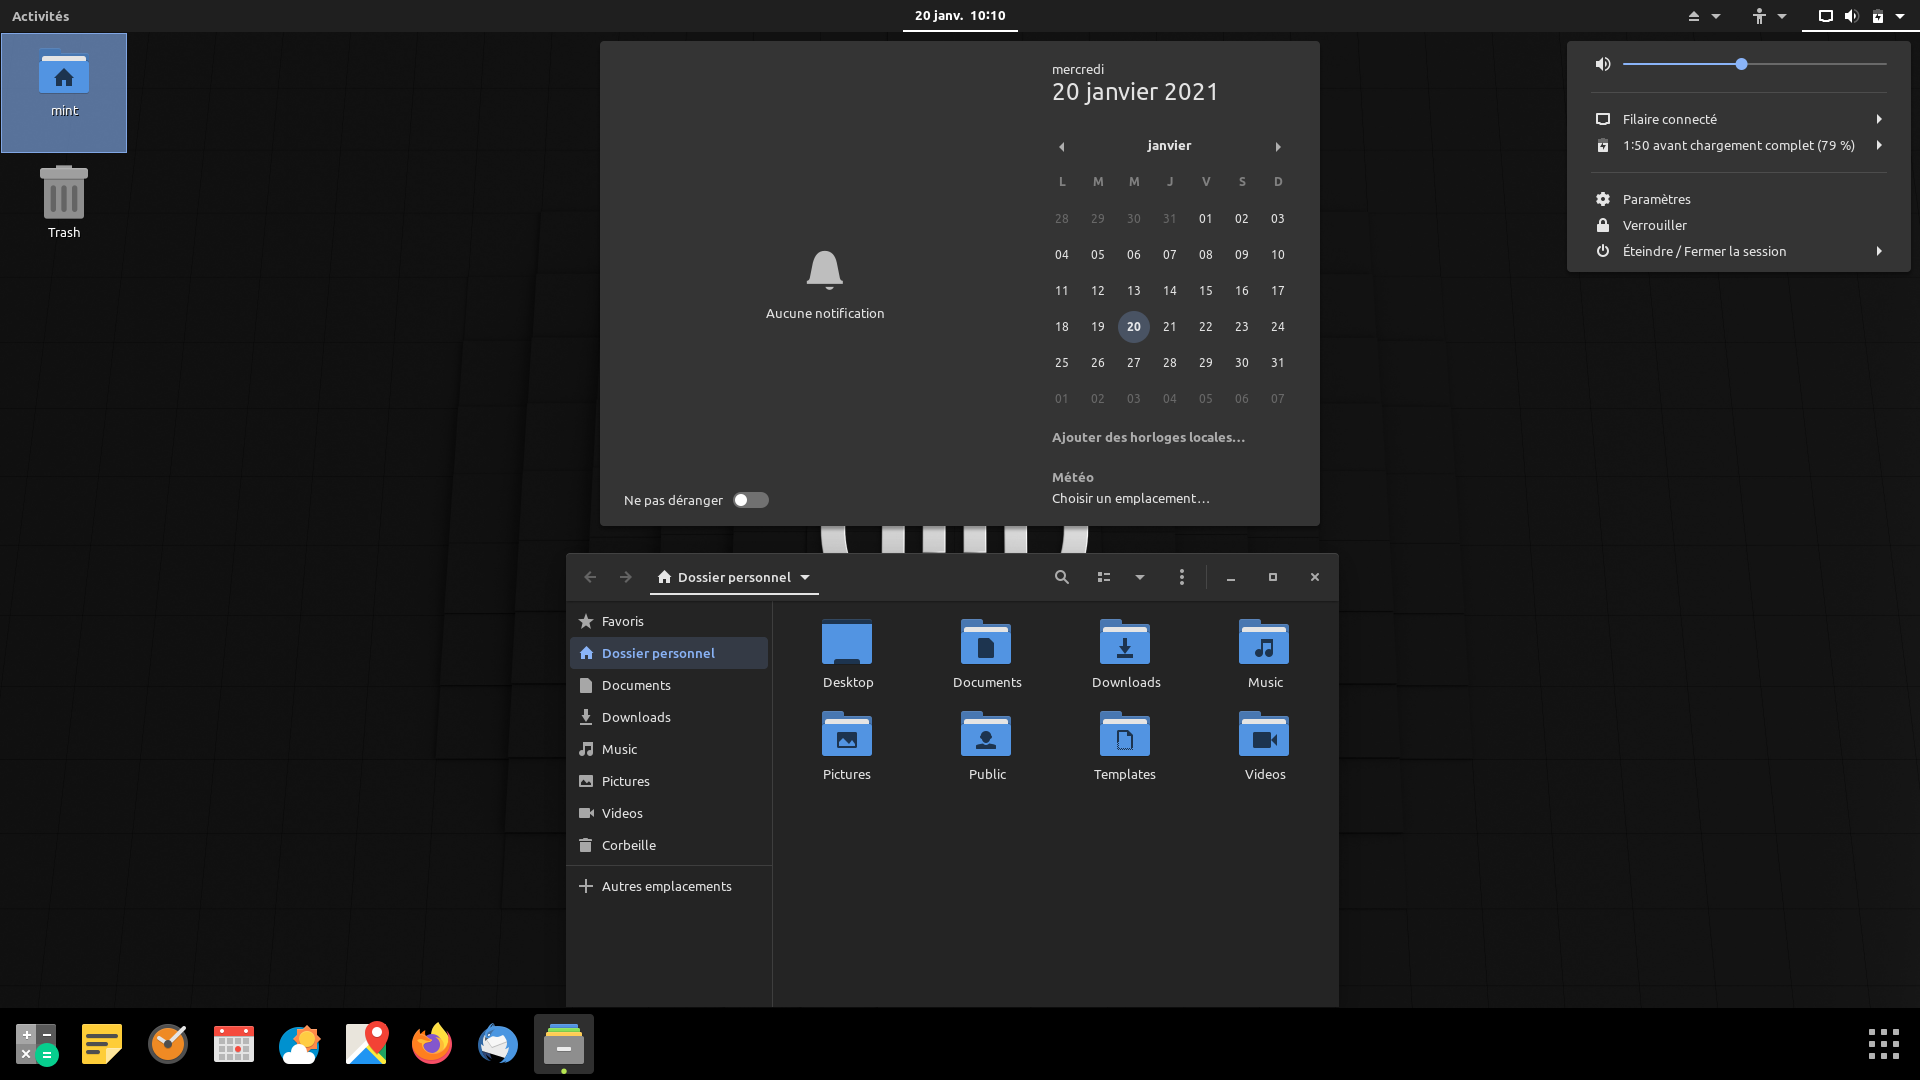 Activités
20 janv. 10:10
mint
Trash
Aucune notification
Ne pas déranger
mercredi
20 janvier 2021
janvier
L M M J V S D
28 29 30 31 01 02 03
04 05 06 07 08 09 10
11 12 13 14 15 16 17
18 19 20 21 22 23 24
25 26 27 28 29 30 31
01 02 03 04 05 06 07
Ajouter des horloges locales…
Météo
Choisir un emplacement…
Filaire connecté
1:50 avant chargement complet (79 %)
Paramètres
Verrouiller
Éteindre / Fermer la session
Dossier personnel
Favoris
Dossier personnel
Documents
Downloads
Music
Pictures
Videos
Corbeille
Autres emplacements
Desktop
Documents
Downloads
Music
Pictures
Public
Templates
Videos